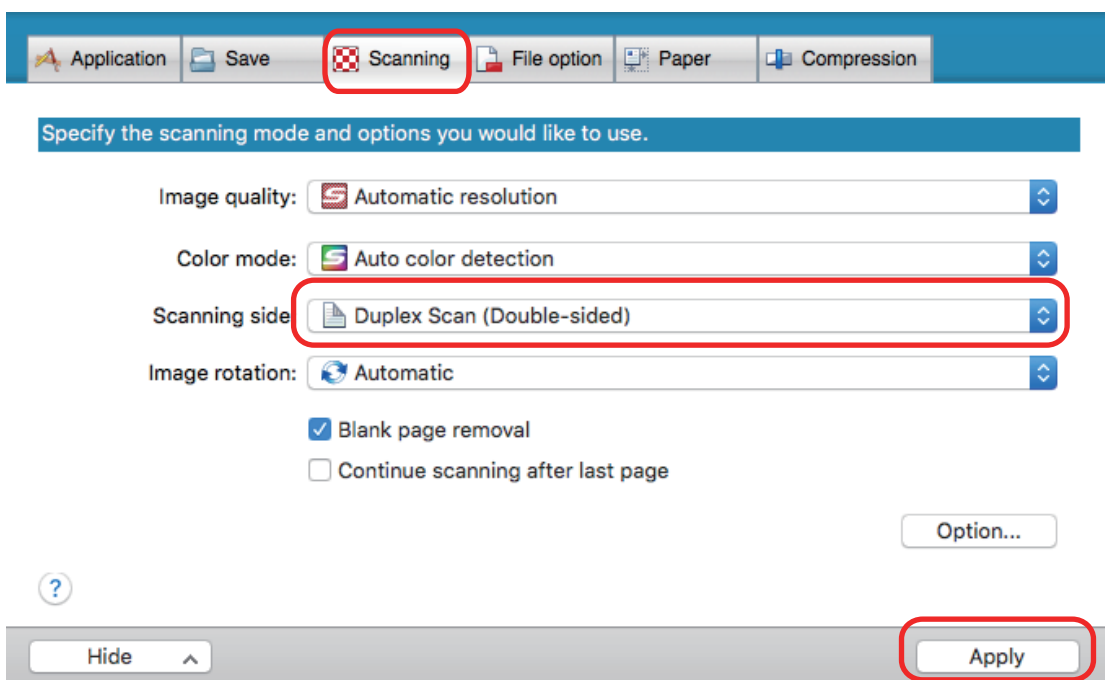 Application Save Scanning File option Paper Compression
Specify the scanning mode and options you would like to use.
Image quality: Automatic resolution
Color mode: Auto color detection
Scanning side Duplex Scan (Double-sided)
Image rotation: Automatic
Blank page removal
Continue scanning after last page
Option...
?
Hide Apply